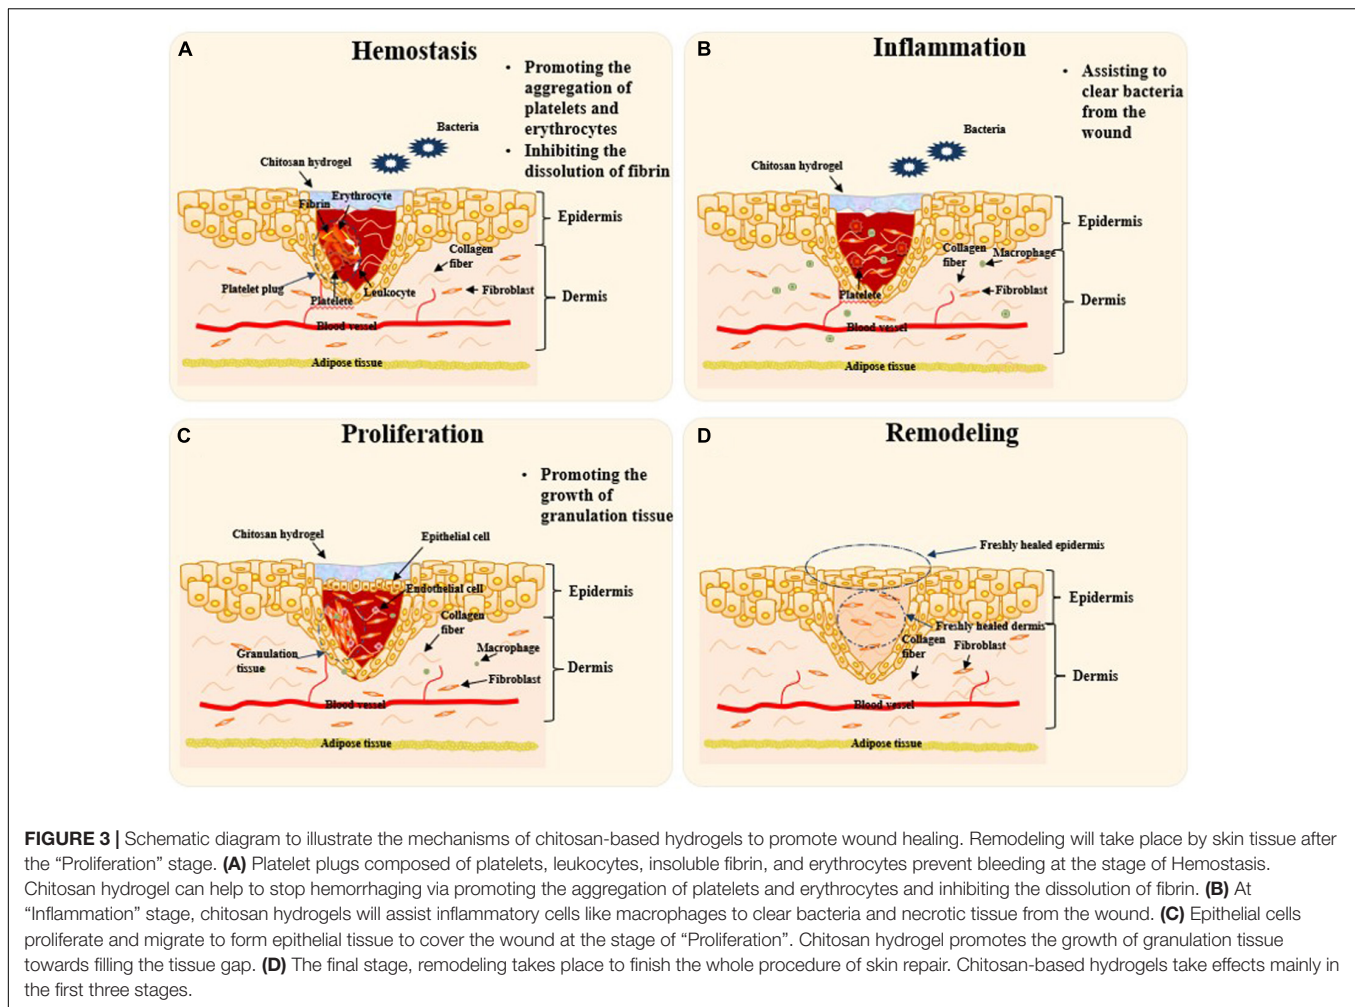 A
Hemostasis
• Promoting the
aggregation of
platelets and
erythrocytes
• Inhibiting the
dissolution of fibrin
Bacteria
Chitosan hydrogel
Erythrocyte
Fibrin
Epidermis
Collagen
fiber
Platelet plug
Leukocyte
Fibroblast
Platelete
Dermis
Blood vessel
Adipose tissue
B
Inflammation
• Assisting to
clear bacteria
from the
wound
Bacteria
Chitosan hydrogel
Epidermis
Collagen
fiber
Macrophage
Platelete
Fibroblast
Dermis
Blood vessel
Adipose tissue
C
Proliferation
• Promoting the
growth of
granulation tissue
Chitosan hydrogel
Epithelial cell
Endothelial cell
Epidermis
Collagen
fiber
Granulation
tissue
Macrophage
Fibroblast
Dermis
Blood vessel
Adipose tissue
D
Remodeling
Freshly healed epidermis
Epidermis
Freshly healed dermis
Collagen
fiber
Fibroblast
Dermis
Blood vessel
Adipose tissue
FIGURE 3 | Schematic diagram to illustrate the mechanisms of chitosan-based hydrogels to promote wound healing. Remodeling will take place by skin tissue after
the “Proliferation” stage. (A) Platelet plugs composed of platelets, leukocytes, insoluble fibrin, and erythrocytes prevent bleeding at the stage of Hemostasis.
Chitosan hydrogel can help to stop hemorrhaging via promoting the aggregation of platelets and erythrocytes and inhibiting the dissolution of fibrin. (B) At
“Inflammation” stage, chitosan hydrogels will assist inflammatory cells like macrophages to clear bacteria and necrotic tissue from the wound. (C) Epithelial cells
proliferate and migrate to form epithelial tissue to cover the wound at the stage of “Proliferation”. Chitosan hydrogel promotes the growth of granulation tissue
towards filling the tissue gap. (D) The final stage, remodeling takes place to finish the whole procedure of skin repair. Chitosan-based hydrogels take effects mainly in
the first three stages.